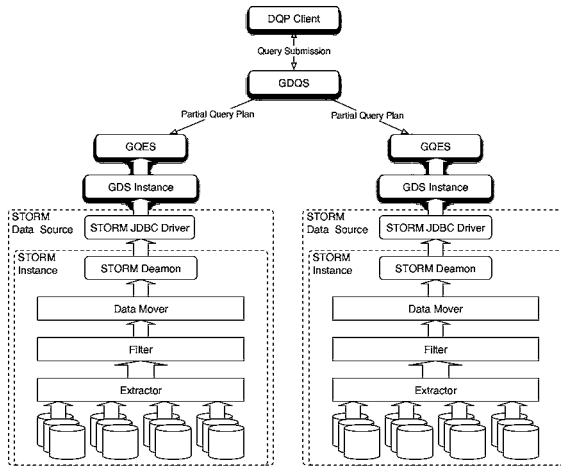 DQP Client
Query Submission
GDQS
Partial Query Plan
Partial Query Plan
GQES
GQES
GDS Instance
GDS Instance
STORM
Data Source
STORM JDBC Driver
STORM
Data Source
STORM JDBC Driver
STORM
Instance
STORM Deamon
STORM
Instance
STORM Deamon
Data Mover
Data Mover
Filter
Filter
Extractor
Extractor